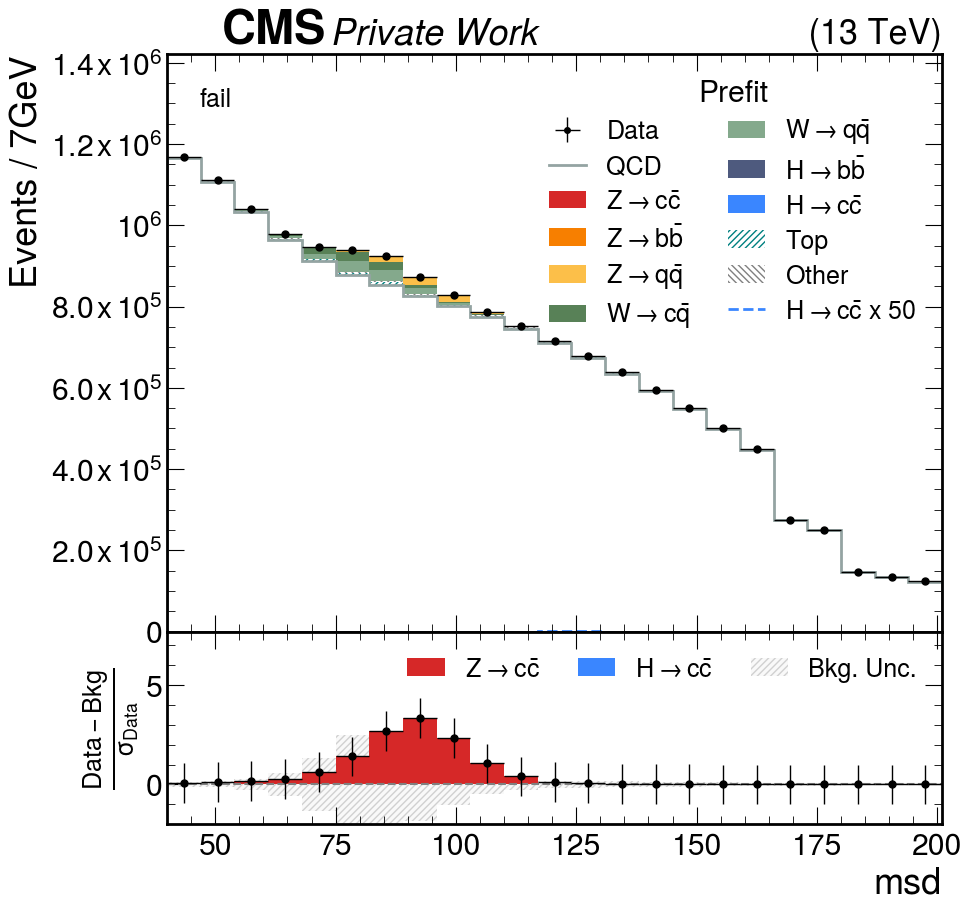 CMS Private Work (13 TeV)
Events / 7GeV
1.4 x 10⁶
1.2 x 10⁶
10⁶
8.0 x 10⁵
6.0 x 10⁵
4.0 x 10⁵
2.0 x 10⁵
0
fail
Prefit
Data
QCD
Z → cc̄
Z → bb̄
Z → qq̄
W → cq̄
W → qq̄
H → bb̄
H → cc̄
Top
Other
H → cc̄ x 50
Data − Bkg
σ_Data
5
0
Z → cc̄
H → cc̄
Bkg. Unc.
50 75 100 125 150 175 200
msd